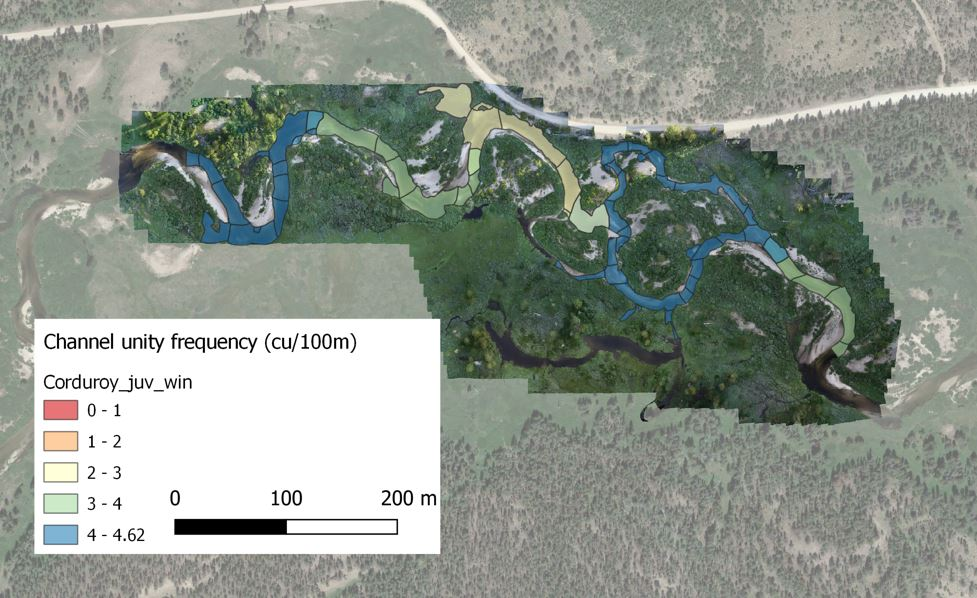 Channel unity frequency (cu/100m)
Corduroy_juv_win
0 - 1
1 - 2
2 - 3
3 - 4
4 - 4.62
0 100 200 m